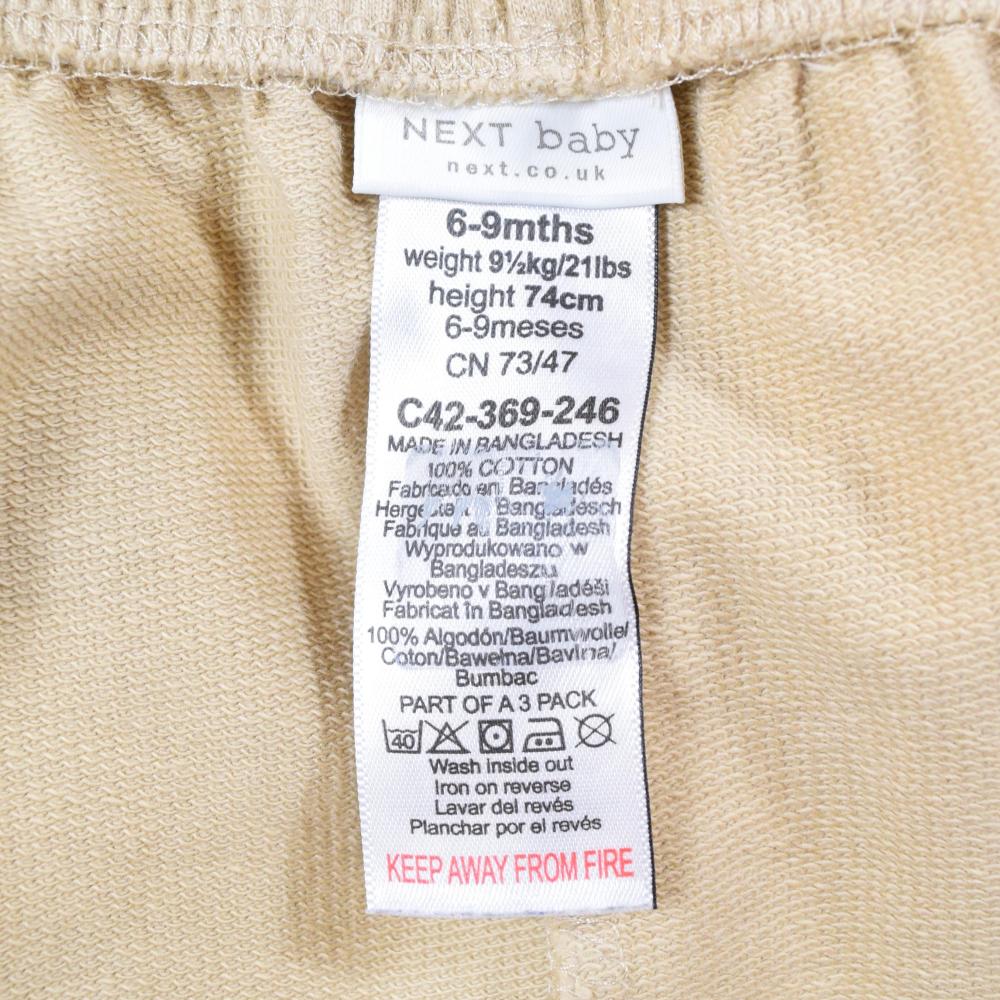 NEXT baby
next.co.uk
6-9mths
weight 9½kg/21lbs
height 74cm
6-9meses
CN 73/47
C42-369-246
MADE IN BANGLADESH
100% COTTON
Fabricado en Bangladés
Hergestellt in Bangladesch
Fabriqué au Bangladesh
Wyprodukowano w
Bangladeszu
Vyrobeno v Bangladéši
Fabricat în Bangladesh
100% Algodón/Baumwolle/
Coton/Bawełna/Bavlna/
Bumbac
PART OF A 3 PACK
40
Wash inside out
Iron on reverse
Lavar del revés
Planchar por el revés
KEEP AWAY FROM FIRE